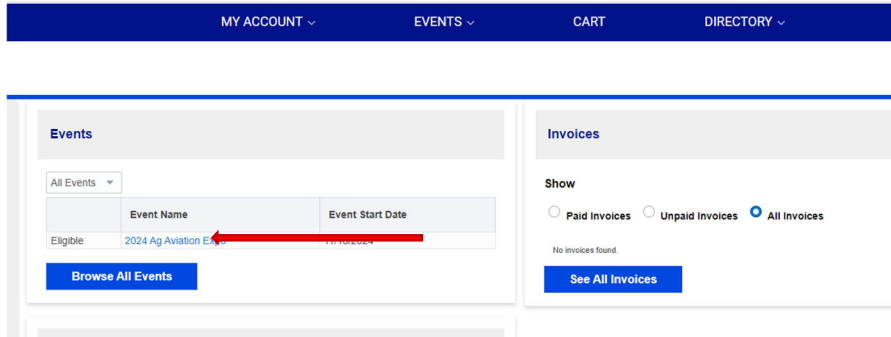 MY ACCOUNT EVENTS CART DIRECTORY
Events
All Events
Event Name Event Start Date
Eligible 2024 Ag Aviation Expo
Browse All Events
Invoices
Show
Paid Invoices Unpaid Invoices All Invoices
No invoices found.
See All Invoices